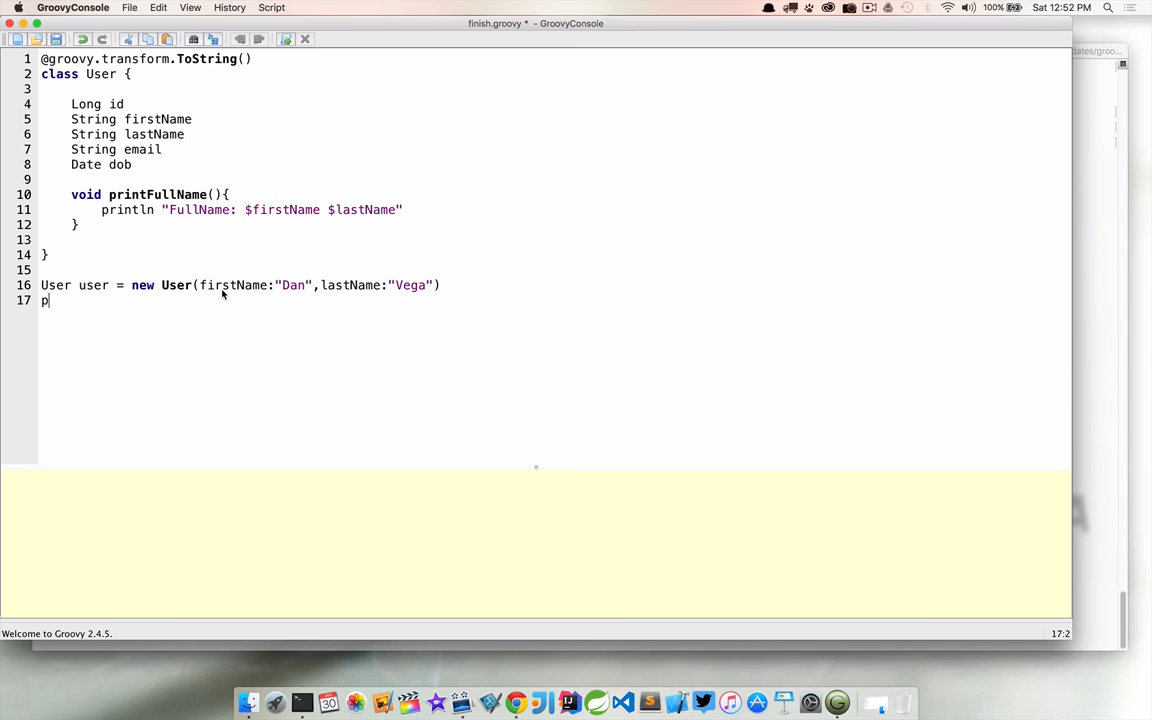 GroovyConsole File Edit View History Script 100% Sat 12:52 PM
finish.groovy * - GroovyConsole
dates/groo...
1 @groovy.transform.ToString()
2 class User {
3
4 Long id
5 String firstName
6 String lastName
7 String email
8 Date dob
9
10 void printFullName(){
11 println "FullName: $firstName $lastName"
12 }
13
14 }
15
16 User user = new User(firstName:"Dan",lastName:"Vega")
17 p
Welcome to Groovy 2.4.5. 17:2
30